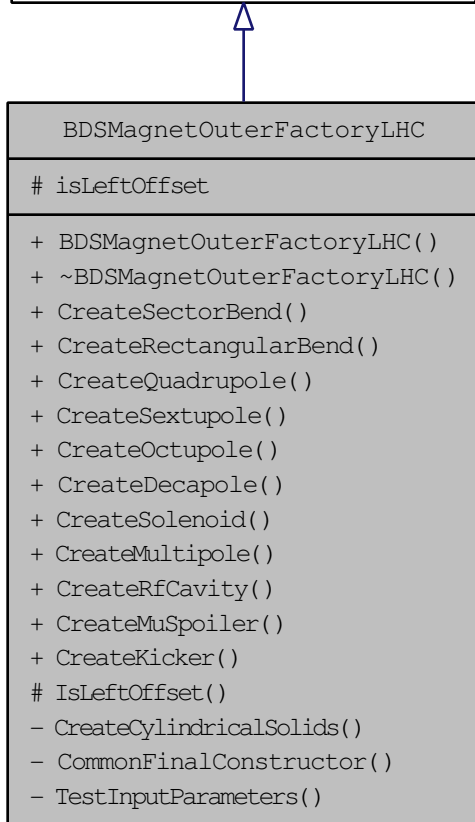 BDSMagnetOuterFactoryLHC
# isLeftOffset
+ BDSMagnetOuterFactoryLHC()
+ ~BDSMagnetOuterFactoryLHC()
+ CreateSectorBend()
+ CreateRectangularBend()
+ CreateQuadrupole()
+ CreateSextupole()
+ CreateOctupole()
+ CreateDecapole()
+ CreateSolenoid()
+ CreateMultipole()
+ CreateRfCavity()
+ CreateMuSpoiler()
+ CreateKicker()
# IsLeftOffset()
- CreateCylindricalSolids()
- CommonFinalConstructor()
- TestInputParameters()